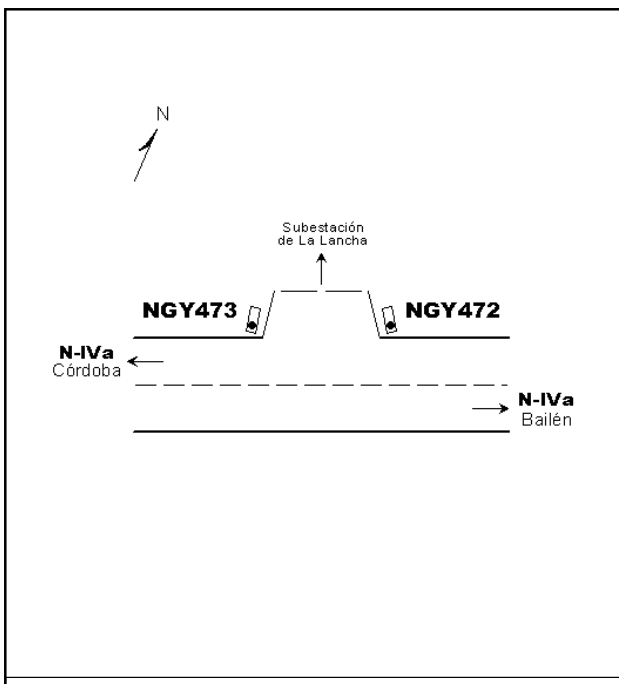 N
Subestación
de La Lancha
NGY473
NGY472
N-IVa
Córdoba
N-IVa
Bailén